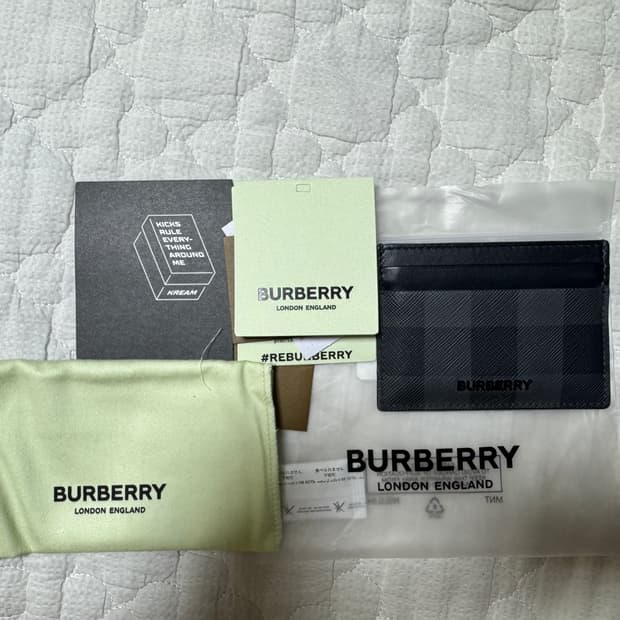 KICKS
RULE
EVERY-
THING
AROUND
ME
KREAM
BURBERRY
LONDON ENGLAND
#REBURBERRY
BURBERRY
BURBERRY
LONDON ENGLAND
BURBERRY
LONDON ENGLAND